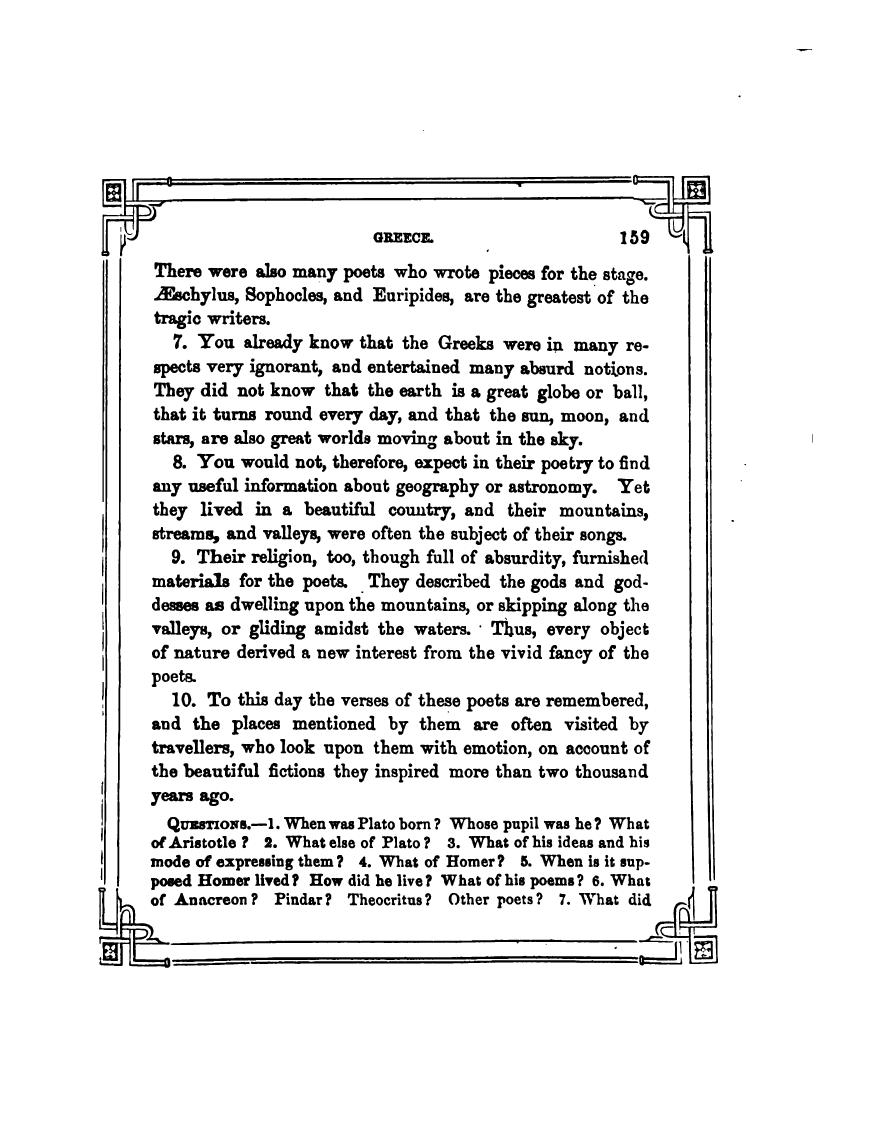 GREECE. 159
There were also many poets who wrote pieces for the stage.
Æschylus, Sophocles, and Euripides, are the greatest of the
tragic writers.
7. You already know that the Greeks were in many re-
spects very ignorant, and entertained many absurd notions.
They did not know that the earth is a great globe or ball,
that it turns round every day, and that the sun, moon, and
stars, are also great worlds moving about in the sky.
8. You would not, therefore, expect in their poetry to find
any useful information about geography or astronomy. Yet
they lived in a beautiful country, and their mountains,
streams, and valleys, were often the subject of their songs.
9. Their religion, too, though full of absurdity, furnished
materials for the poets. They described the gods and god-
desses as dwelling upon the mountains, or skipping along the
valleys, or gliding amidst the waters. Thus, every object
of nature derived a new interest from the vivid fancy of the
poets.
10. To this day the verses of these poets are remembered,
and the places mentioned by them are often visited by
travellers, who look upon them with emotion, on account of
the beautiful fictions they inspired more than two thousand
years ago.
QUESTIONS.—1. When was Plato born? Whose pupil was he? What
of Aristotle? 2. What else of Plato? 3. What of his ideas and his
mode of expressing them? 4. What of Homer? 5. When is it sup-
posed Homer lived? How did he live? What of his poems? 6. What
of Anacreon? Pindar? Theocritus? Other poets? 7. What did